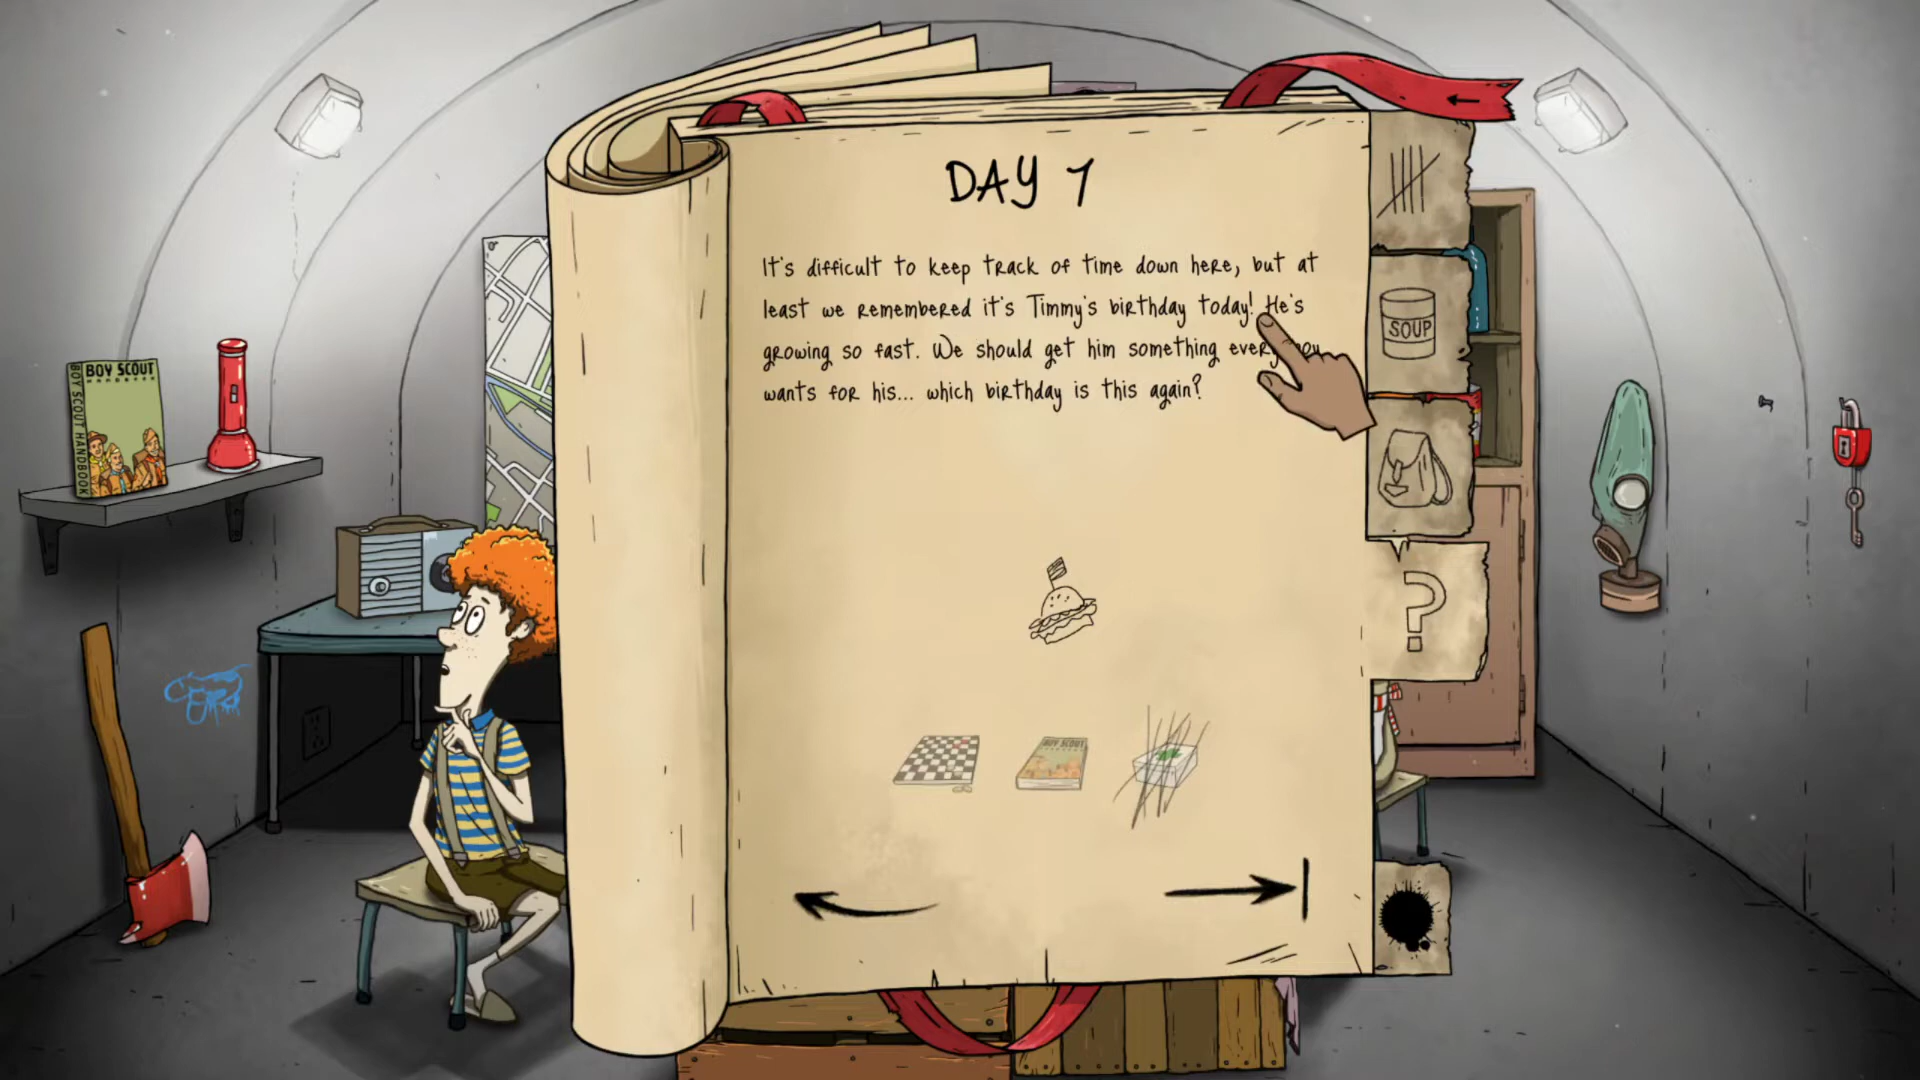 DAY 7
It's difficult to keep track of time down here, but at
least we remembered it's Timmy's birthday today! He's
growing so fast. We should get him something every boy
wants for his... which birthday is this again?
BOY SCOUT
HANDBOOK
BOY SCOUT HANDBOOK
SOUP
BOY SCOUT